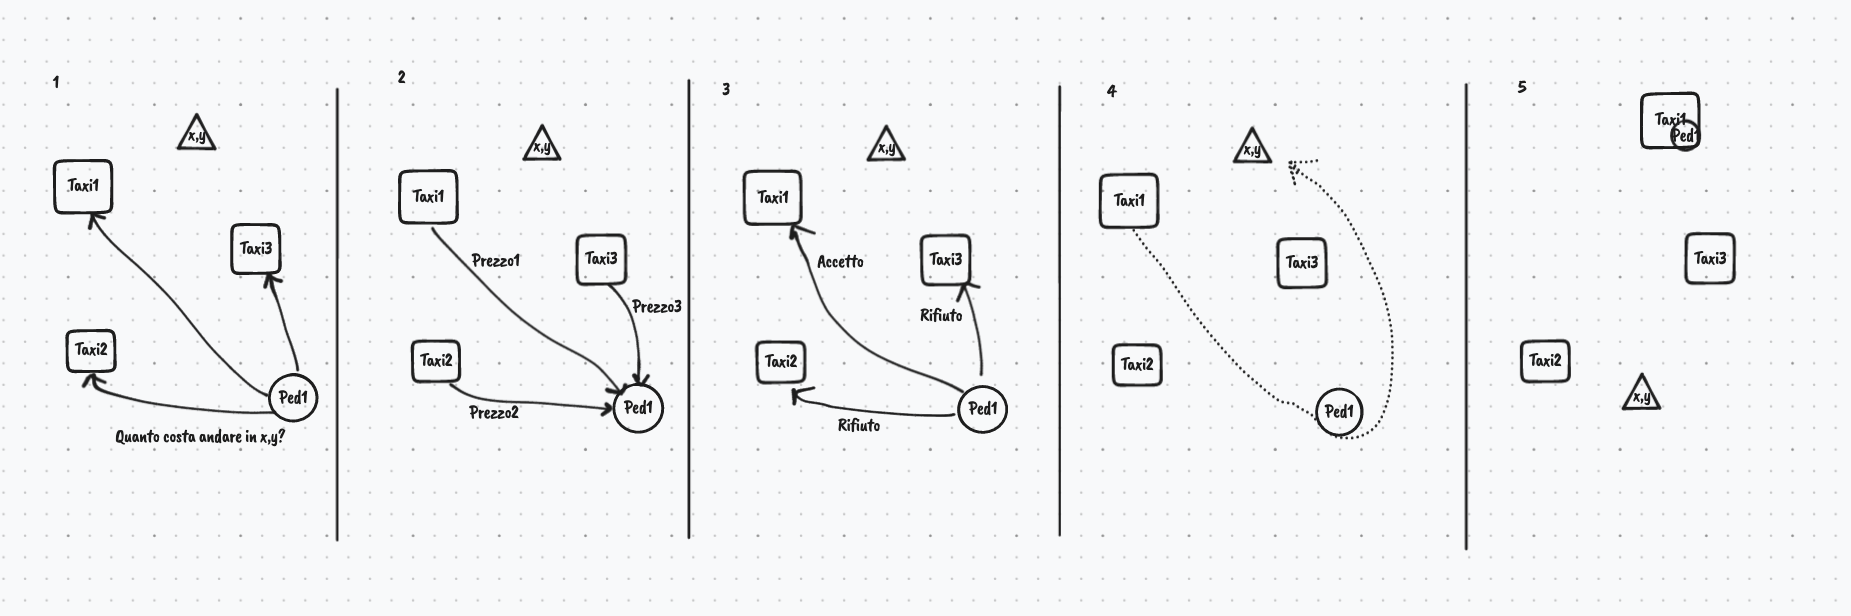 1
x,y
Taxi1
Taxi3
Taxi2
Ped1
Quanto costa andare in x,y?
2
x,y
Taxi1
Prezzo1
Taxi3
Prezzo3
Taxi2
Prezzo2
Ped1
3
x,y
Taxi1
Accetto
Taxi3
Rifiuto
Taxi2
Ped1
Rifiuto
4
x,y
Taxi1
Taxi3
Taxi2
Ped1
5
Taxi1
Ped1
Taxi3
Taxi2
x,y